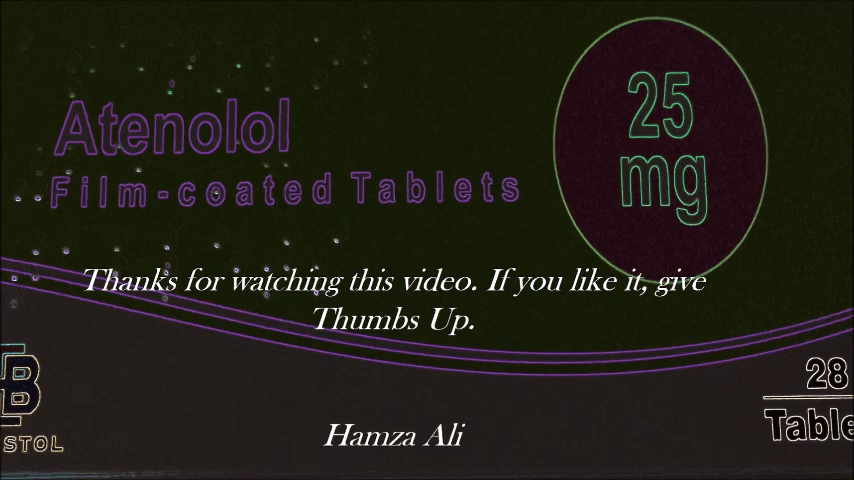 Atenolol
Film-coated Tablets
25
mg
Thanks for watching this video. If you like it, give
Thumbs Up.
B
STOL
28
Table
Hamza Ali